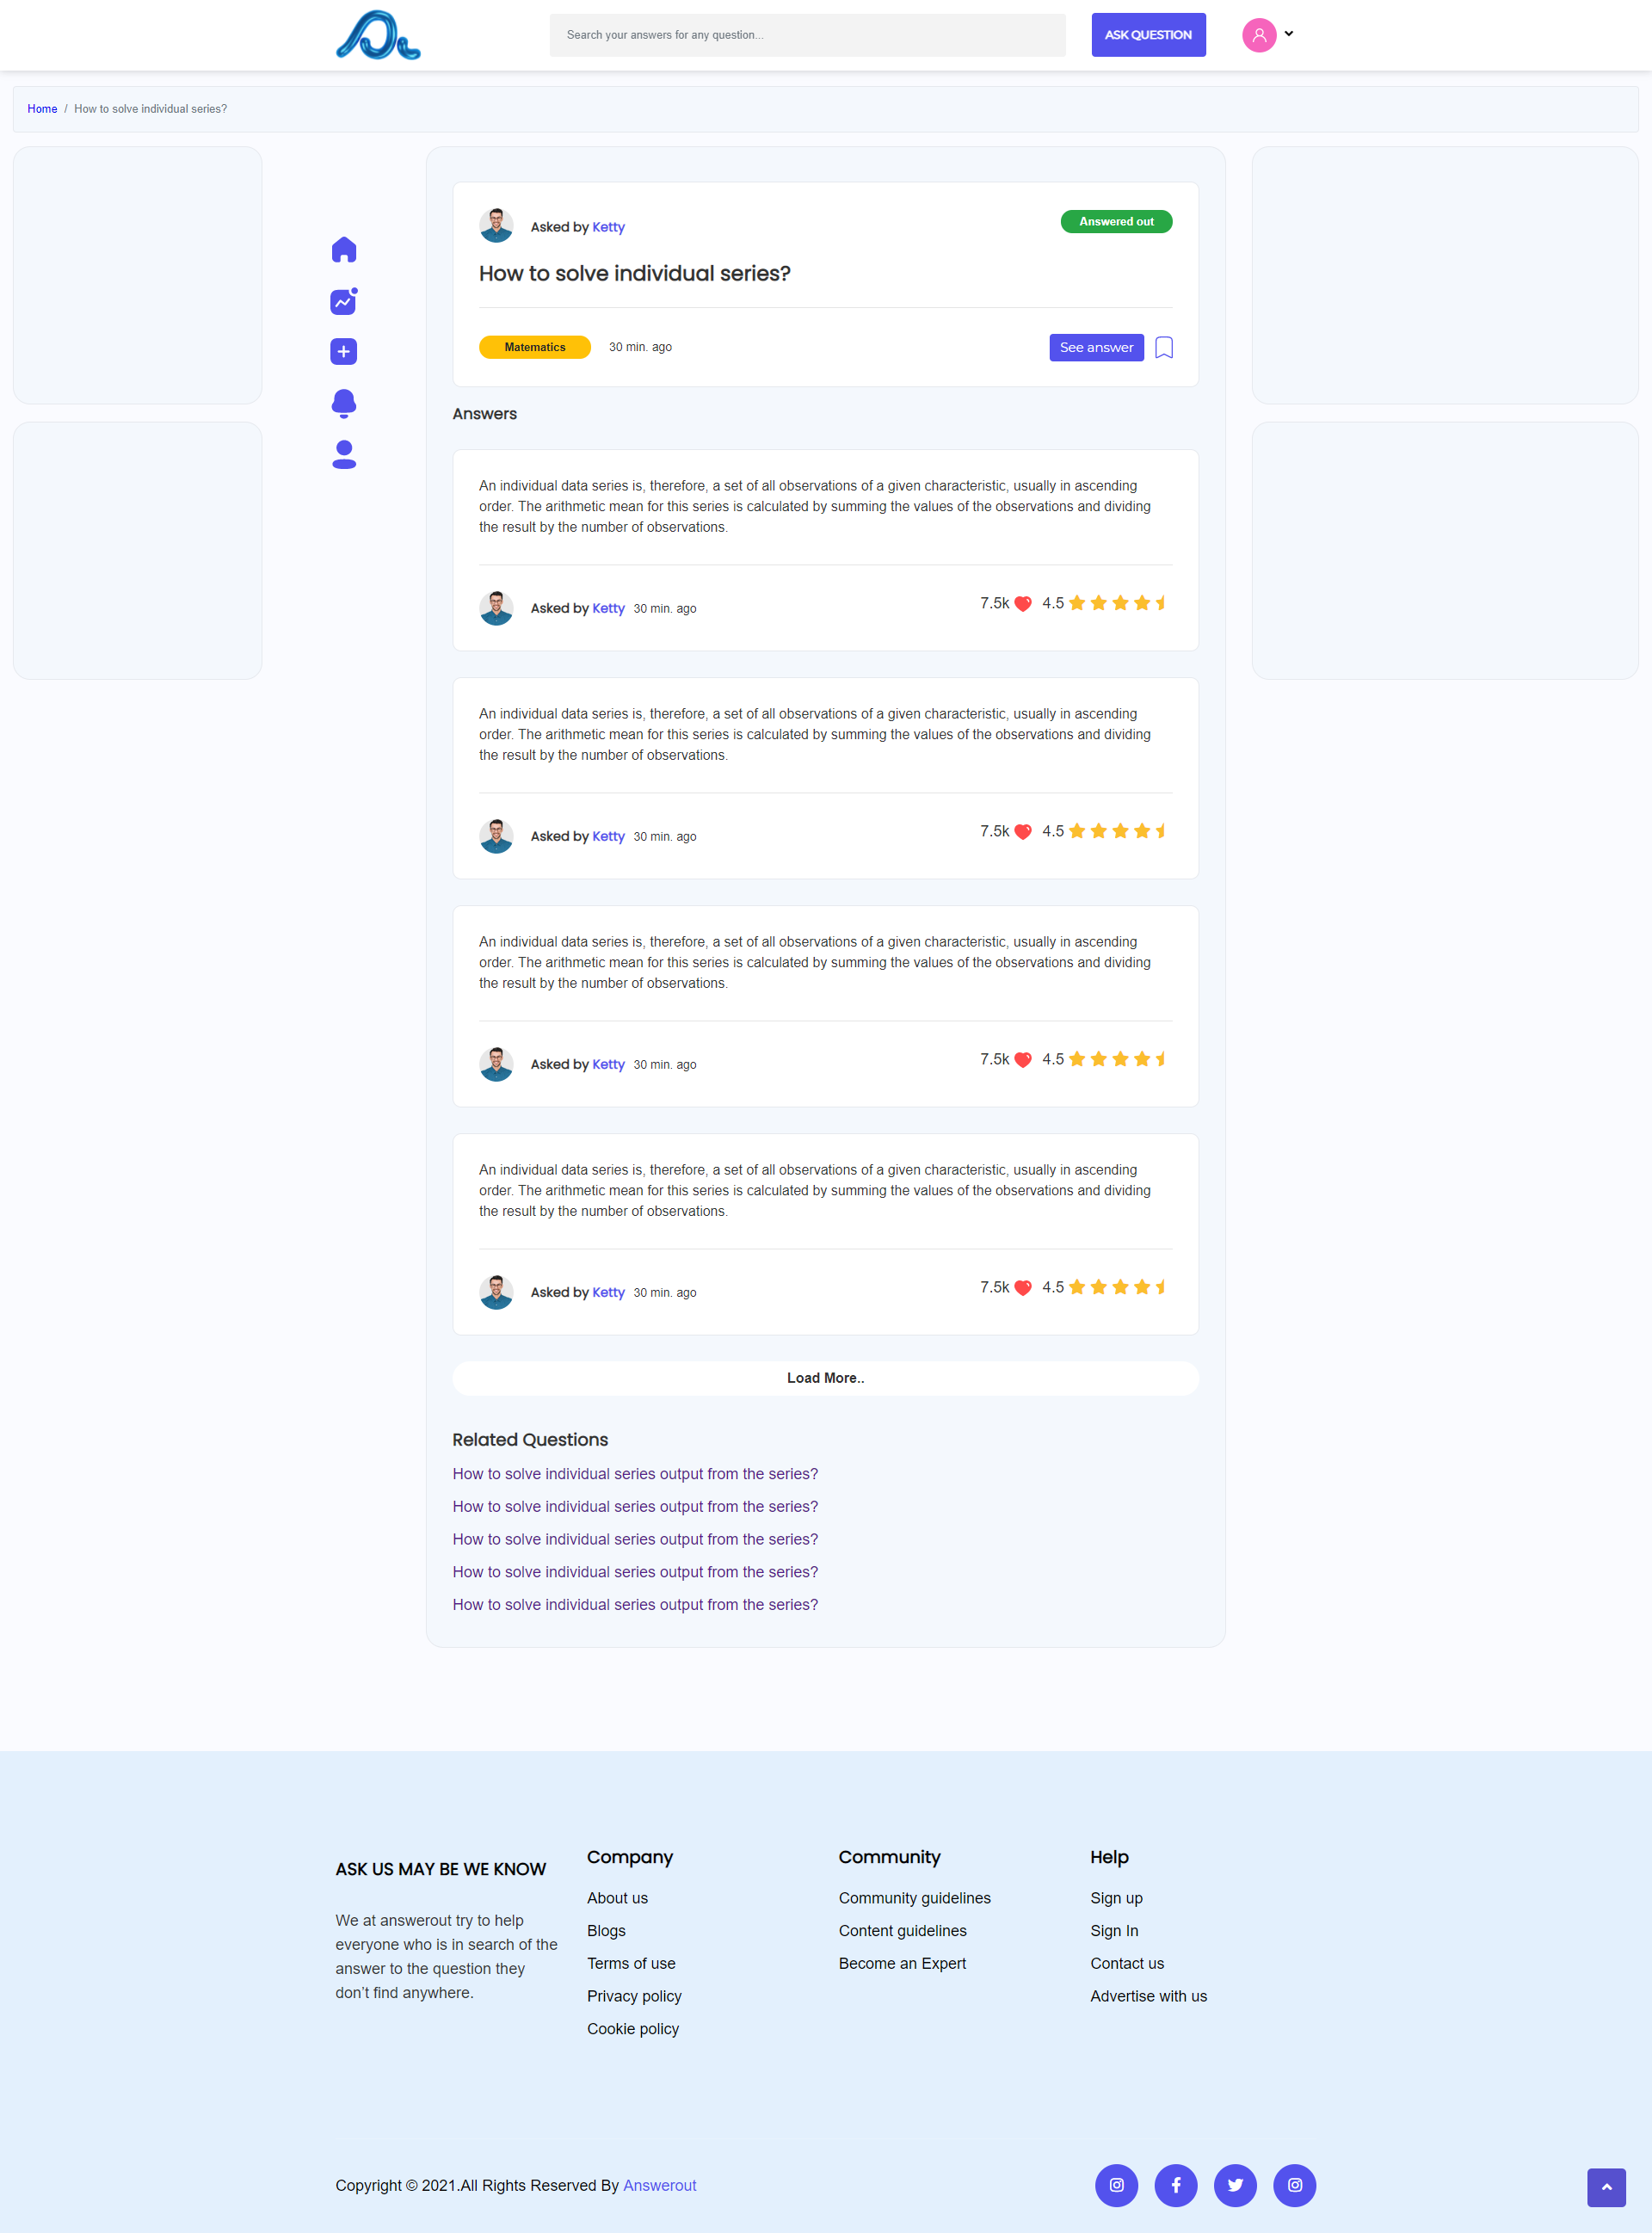 Search your answers for any question...
ASK QUESTION
Home / How to solve individual series?
Asked by Ketty
Answered out
How to solve individual series?
Matematics
30 min. ago
See answer
Answers
An individual data series is, therefore, a set of all observations of a given characteristic, usually in ascending
order. The arithmetic mean for this series is calculated by summing the values of the observations and dividing
the result by the number of observations.
Asked by Ketty 30 min. ago
7.5k 4.5
An individual data series is, therefore, a set of all observations of a given characteristic, usually in ascending
order. The arithmetic mean for this series is calculated by summing the values of the observations and dividing
the result by the number of observations.
Asked by Ketty 30 min. ago
7.5k 4.5
An individual data series is, therefore, a set of all observations of a given characteristic, usually in ascending
order. The arithmetic mean for this series is calculated by summing the values of the observations and dividing
the result by the number of observations.
Asked by Ketty 30 min. ago
7.5k 4.5
An individual data series is, therefore, a set of all observations of a given characteristic, usually in ascending
order. The arithmetic mean for this series is calculated by summing the values of the observations and dividing
the result by the number of observations.
Asked by Ketty 30 min. ago
7.5k 4.5
Load More..
Related Questions
How to solve individual series output from the series?
How to solve individual series output from the series?
How to solve individual series output from the series?
How to solve individual series output from the series?
How to solve individual series output from the series?
ASK US MAY BE WE KNOW
We at answerout try to help
everyone who is in search of the
answer to the question they
don’t find anywhere.
Company
About us
Blogs
Terms of use
Privacy policy
Cookie policy
Community
Community guidelines
Content guidelines
Become an Expert
Help
Sign up
Sign In
Contact us
Advertise with us
Copyright © 2021.All Rights Reserved By Answerout